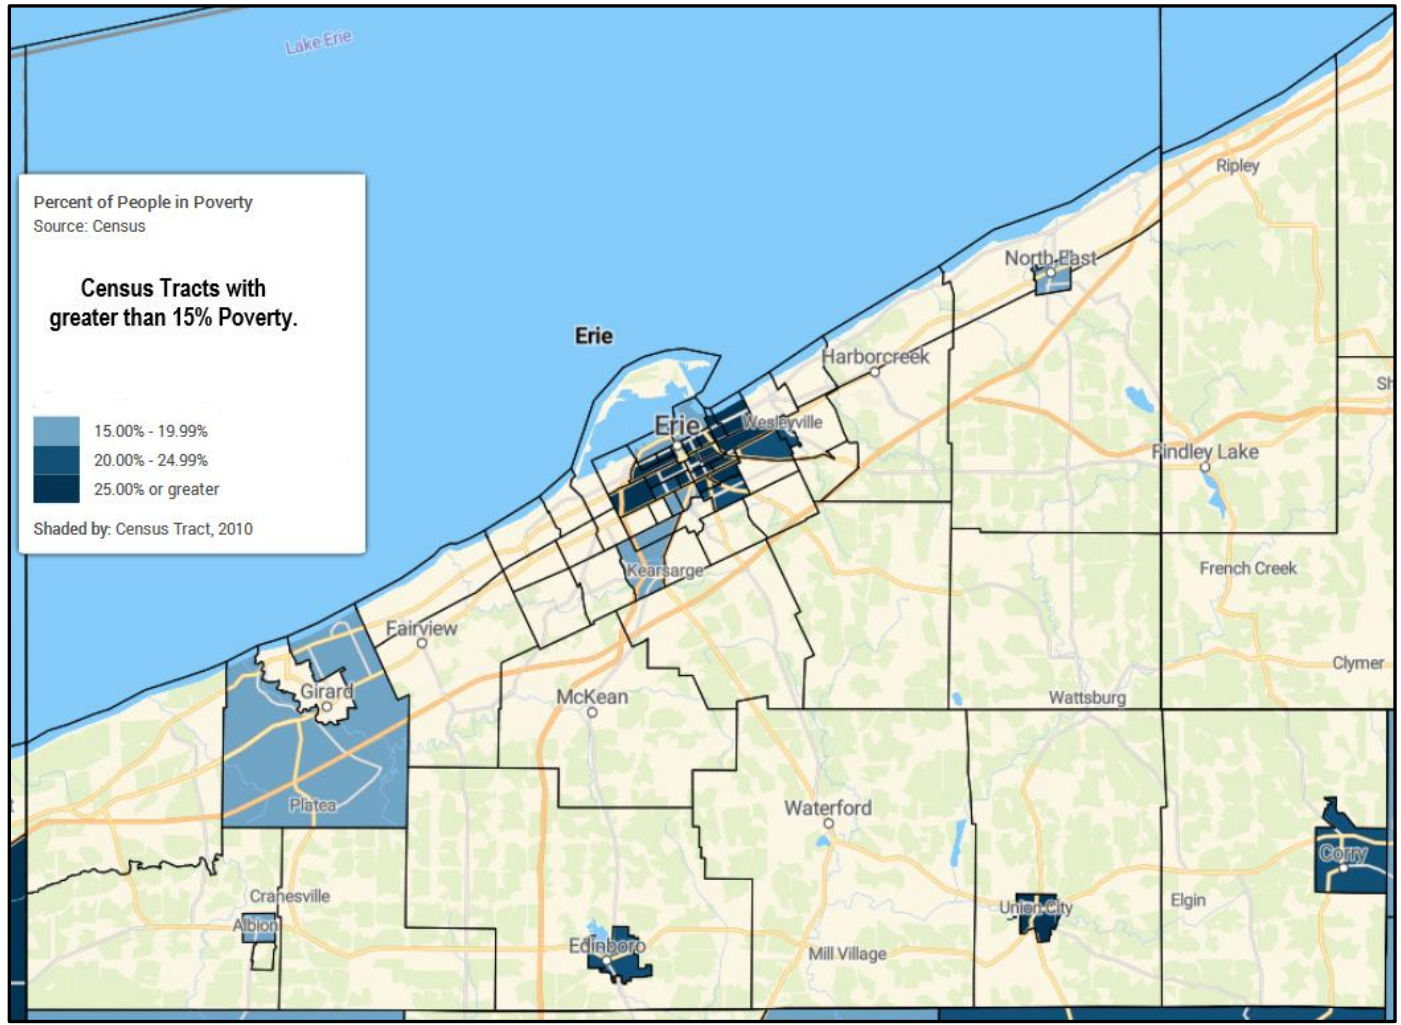 Lake Erie
Percent of People in Poverty
Source: Census
Census Tracts with
greater than 15% Poverty.
15.00% - 19.99%
20.00% - 24.99%
25.00% or greater
Shaded by: Census Tract, 2010
Ripley
North East
Erie
Harborcreek
Sh
Erie
Wesleyville
Findley Lake
French Creek
Kearsarge
Fairview
Clymer
Girard
McKean
Wattsburg
Platea
Waterford
Corry
Cranesville
Elgin
Union City
Albion
Edinboro
Mill Village